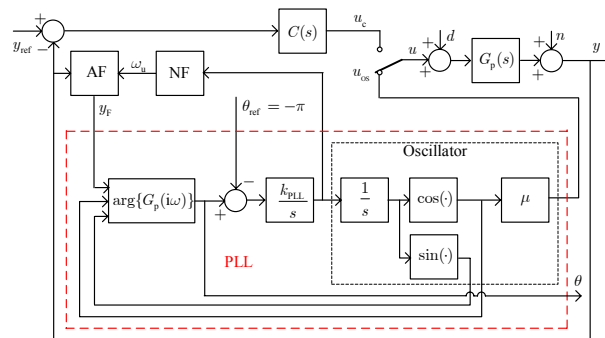 +
y_ref
−
C(s)
u_c
d
n
+
+
u
+
G_p(s)
+
y
AF
ω_u
NF
u_os
y_F
θ_ref = −π
Oscillator
arg{G_p(iω)}
−
+
k_PLL
s
1
s
cos(·)
μ
sin(·)
PLL
θ